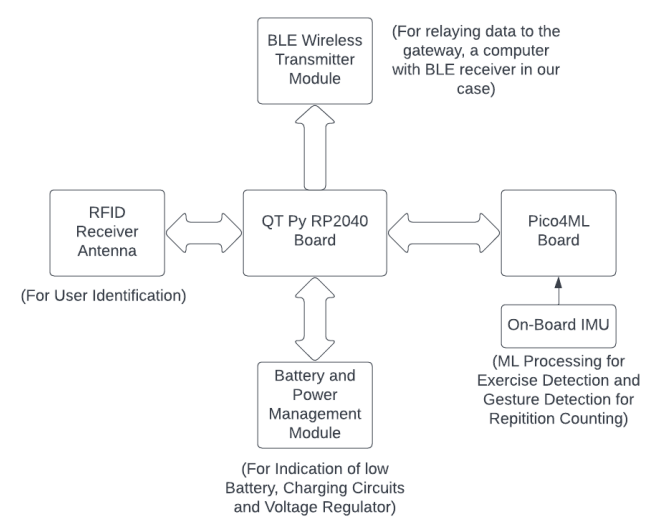 BLE Wireless
Transmitter
Module
(For relaying data to the
gateway, a computer
with BLE receiver in our
case)
RFID
Receiver
Antenna
(For User Identification)
QT Py RP2040
Board
Pico4ML
Board
On-Board IMU
(ML Processing for
Exercise Detection and
Gesture Detection for
Repitition Counting)
Battery and
Power
Management
Module
(For Indication of low
Battery, Charging Circuits
and Voltage Regulator)